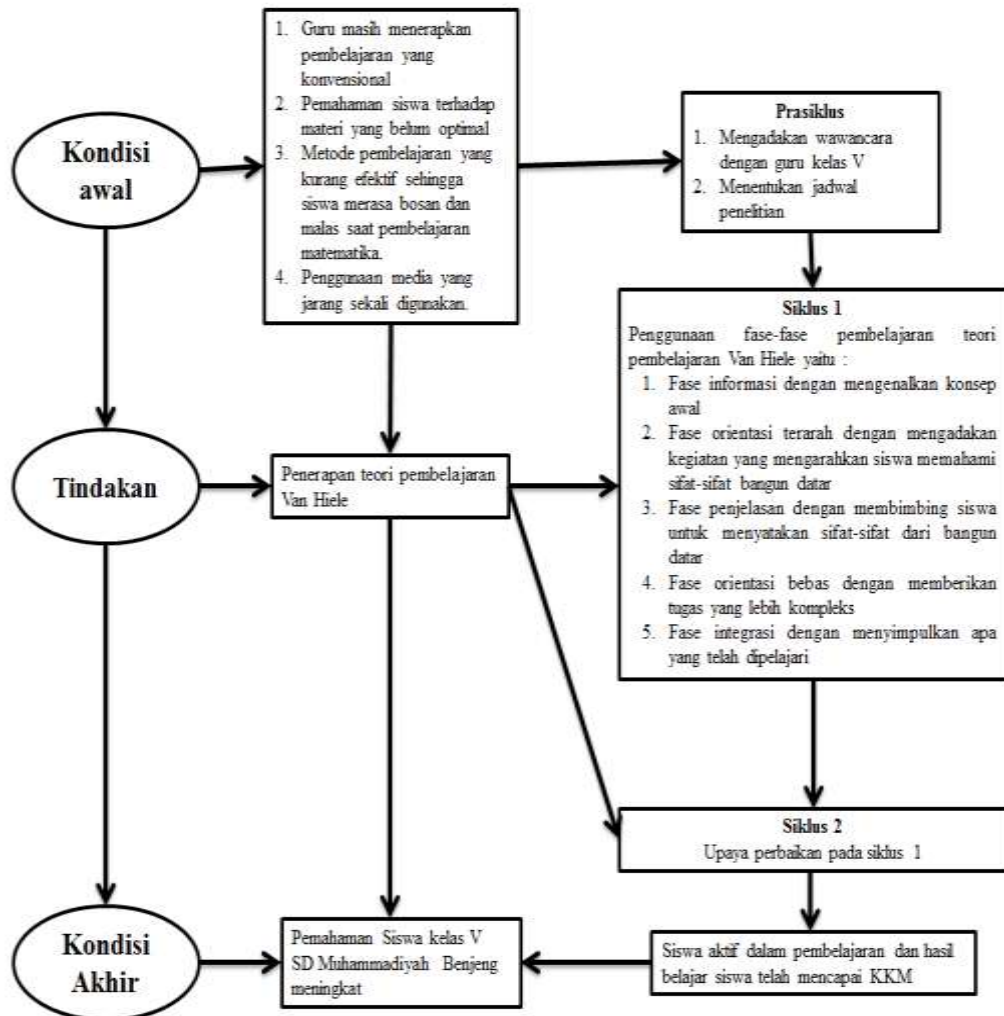 Kondisi
awal
1. Guru masih menerapkan
pembelajaran yang
konvensional
2. Pemahaman siswa terhadap
materi yang belum optimal
3. Metode pembelajaran yang
kurang efektif sehingga
siswa merasa bosan dan
malas saat pembelajaran
matematika.
4. Penggunaan media yang
jarang sekali digunakan.
Prasiklus
1. Mengadakan wawancara
dengan guru kelas V
2. Menentukan jadwal
penelitian
Tindakan
Penerapan teori pembelajaran
Van Hiele
Siklus 1
Penggunaan fase-fase pembelajaran teori
pembelajaran Van Hiele yaitu :
1. Fase informasi dengan mengenalkan konsep
awal
2. Fase orientasi terarah dengan mengadakan
kegiatan yang mengarahkan siswa memahami
sifat-sifat bangun datar
3. Fase penjelasan dengan membimbing siswa
untuk menyatakan sifat-sifat dari bangun
datar
4. Fase orientasi bebas dengan memberikan
tugas yang lebih kompleks
5. Fase integrasi dengan menyimpulkan apa
yang telah dipelajari
Siklus 2
Upaya perbaikan pada siklus 1
Kondisi
Akhir
Pemahaman Siswa kelas V
SD Muhammadiyah Benjeng
meningkat
Siswa aktif dalam pembelajaran dan hasil
belajar siswa telah mencapai KKM